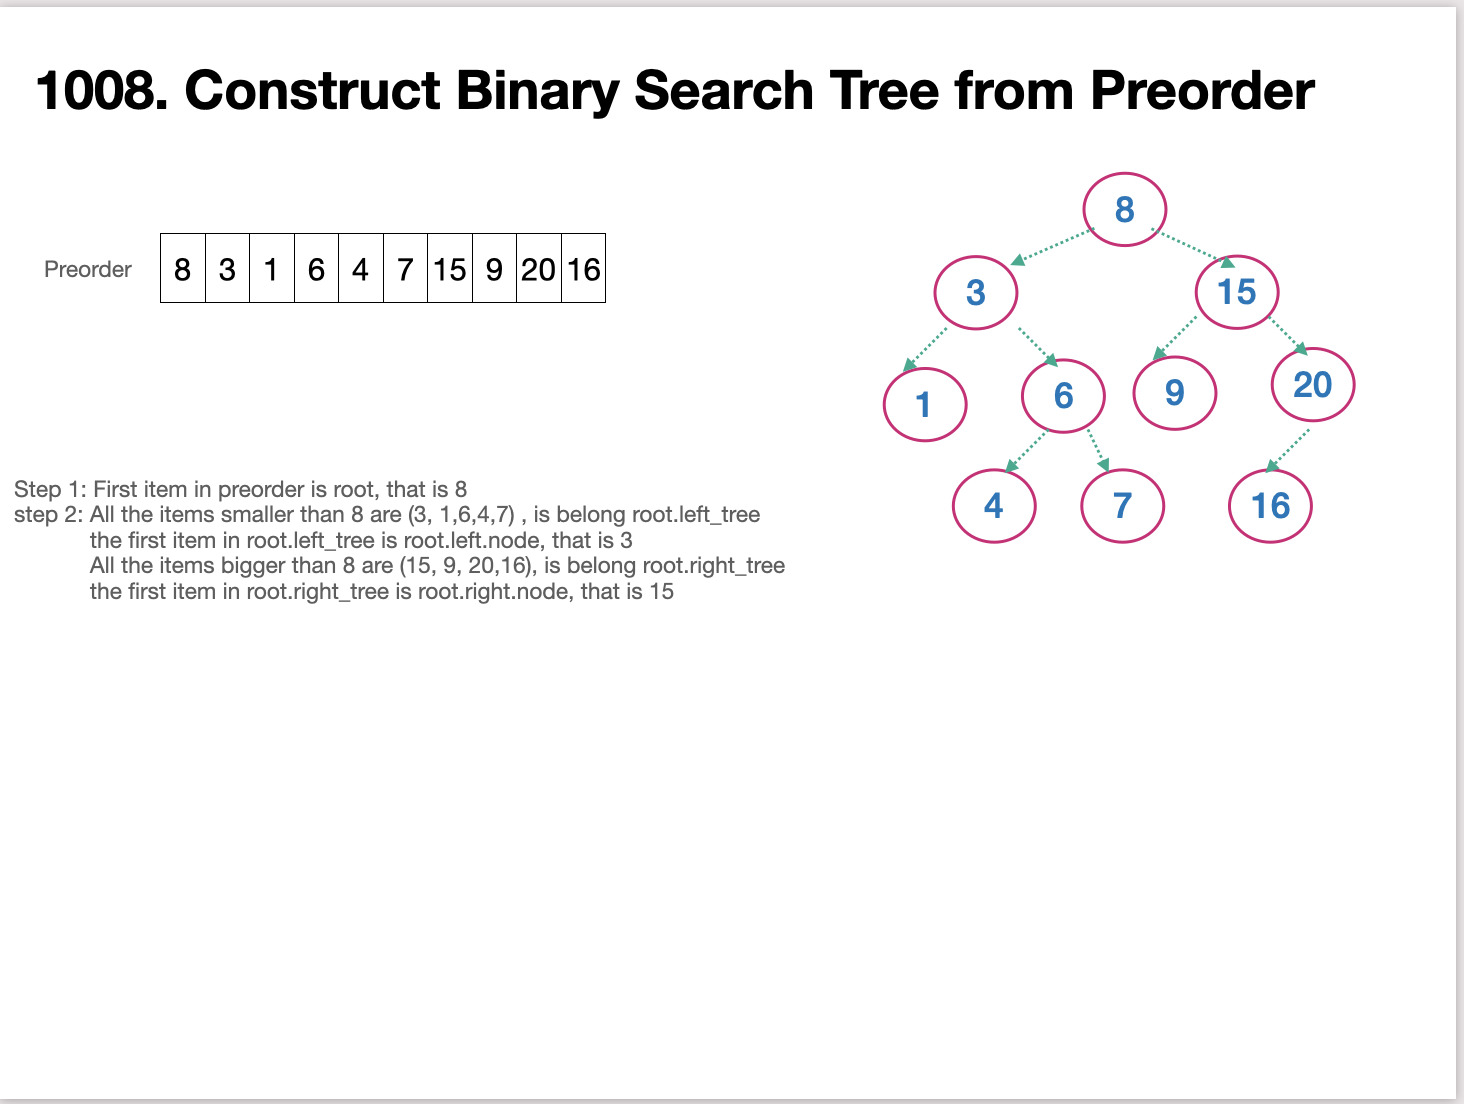 1008. Construct Binary Search Tree from Preorder
Preorder 8 3 1 6 4 7 15 9 20 16
8
3 15
1 6 9 20
4 7 16
Step 1: First item in preorder is root, that is 8
step 2: All the items smaller than 8 are (3, 1,6,4,7) , is belong root.left_tree
the first item in root.left_tree is root.left.node, that is 3
All the items bigger than 8 are (15, 9, 20,16), is belong root.right_tree
the first item in root.right_tree is root.right.node, that is 15